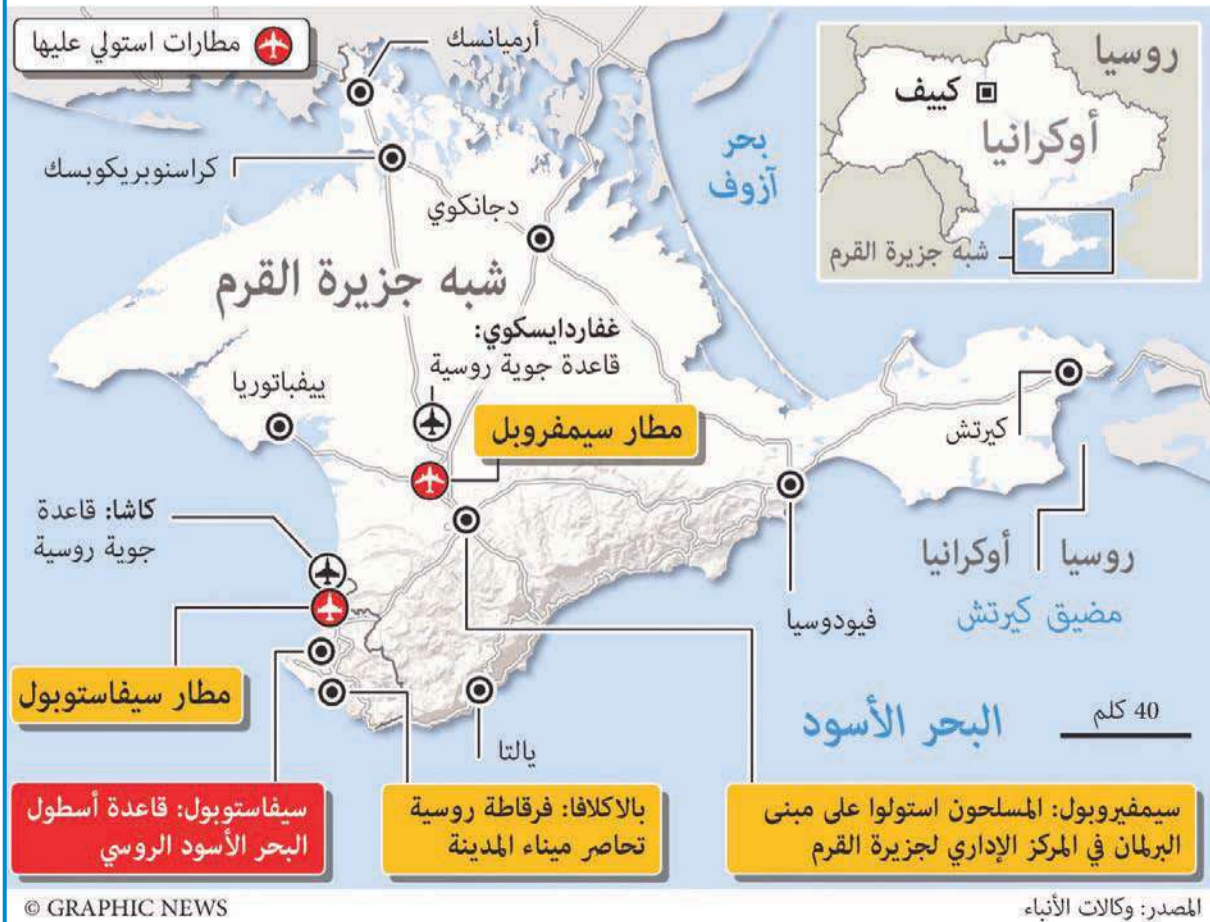 مطارات استولي عليها
أرميانسك
روسيا
كييف
أوكرانيا
شبه جزيرة القرم
بحر
آزوف
كراسنوبريكوبسك
دجانكوي
شبه جزيرة القرم
غفاردايسكوي:
قاعدة جوية روسية
ييفباتوريا
مطار سيمفروبل
كيرتش
كاشا: قاعدة
جوية روسية
روسيا
أوكرانيا
مضيق كيرتش
فيودوسيا
مطار سيفاستوبول
البحر الأسود
40 كلم
يالتا
سيمفيروبول: المسلحون استولوا على مبنى
البرلمان في المركز الإداري لجزيرة القرم
بالاكلافا: فرقاطة روسية
تحاصر ميناء المدينة
سيفاستوبول: قاعدة أسطول
البحر الأسود الروسي
المصدر: وكالات الأنباء
© GRAPHIC NEWS